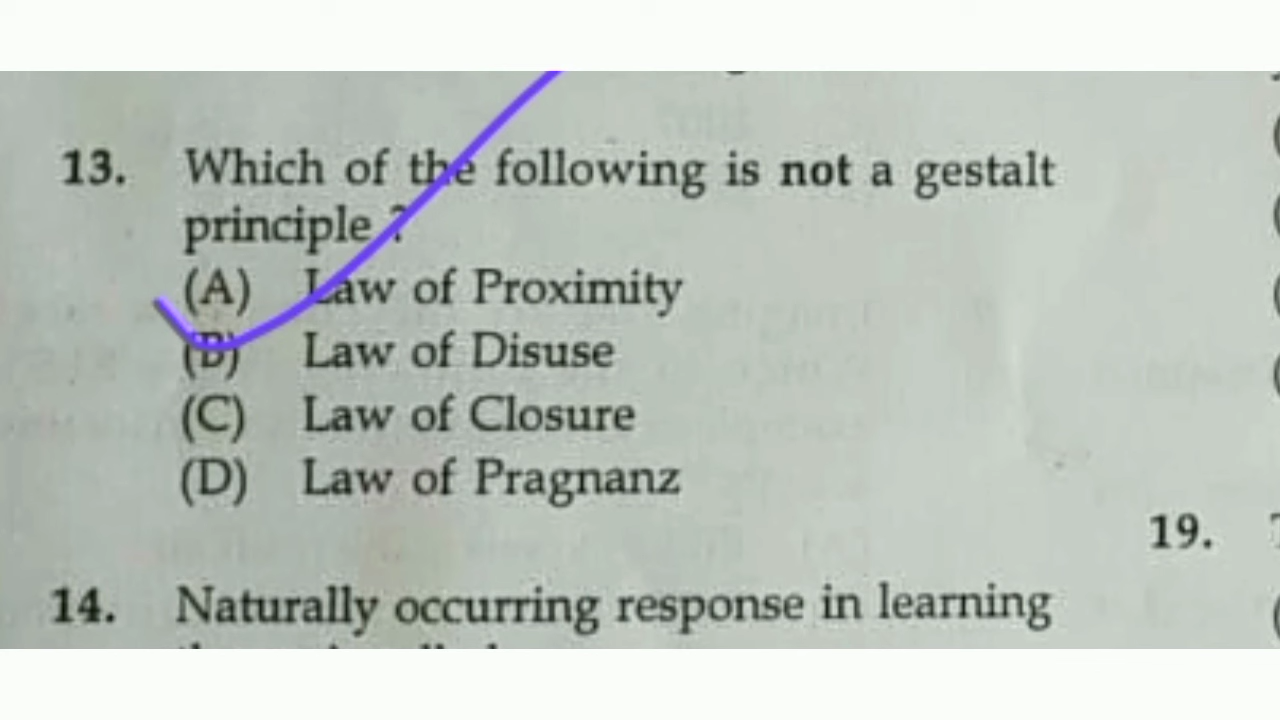 13. Which of the following is not a gestalt
principle ?
(A) Law of Proximity
(B) Law of Disuse
(C) Law of Closure
(D) Law of Pragnanz
19.
14. Naturally occurring response in learning